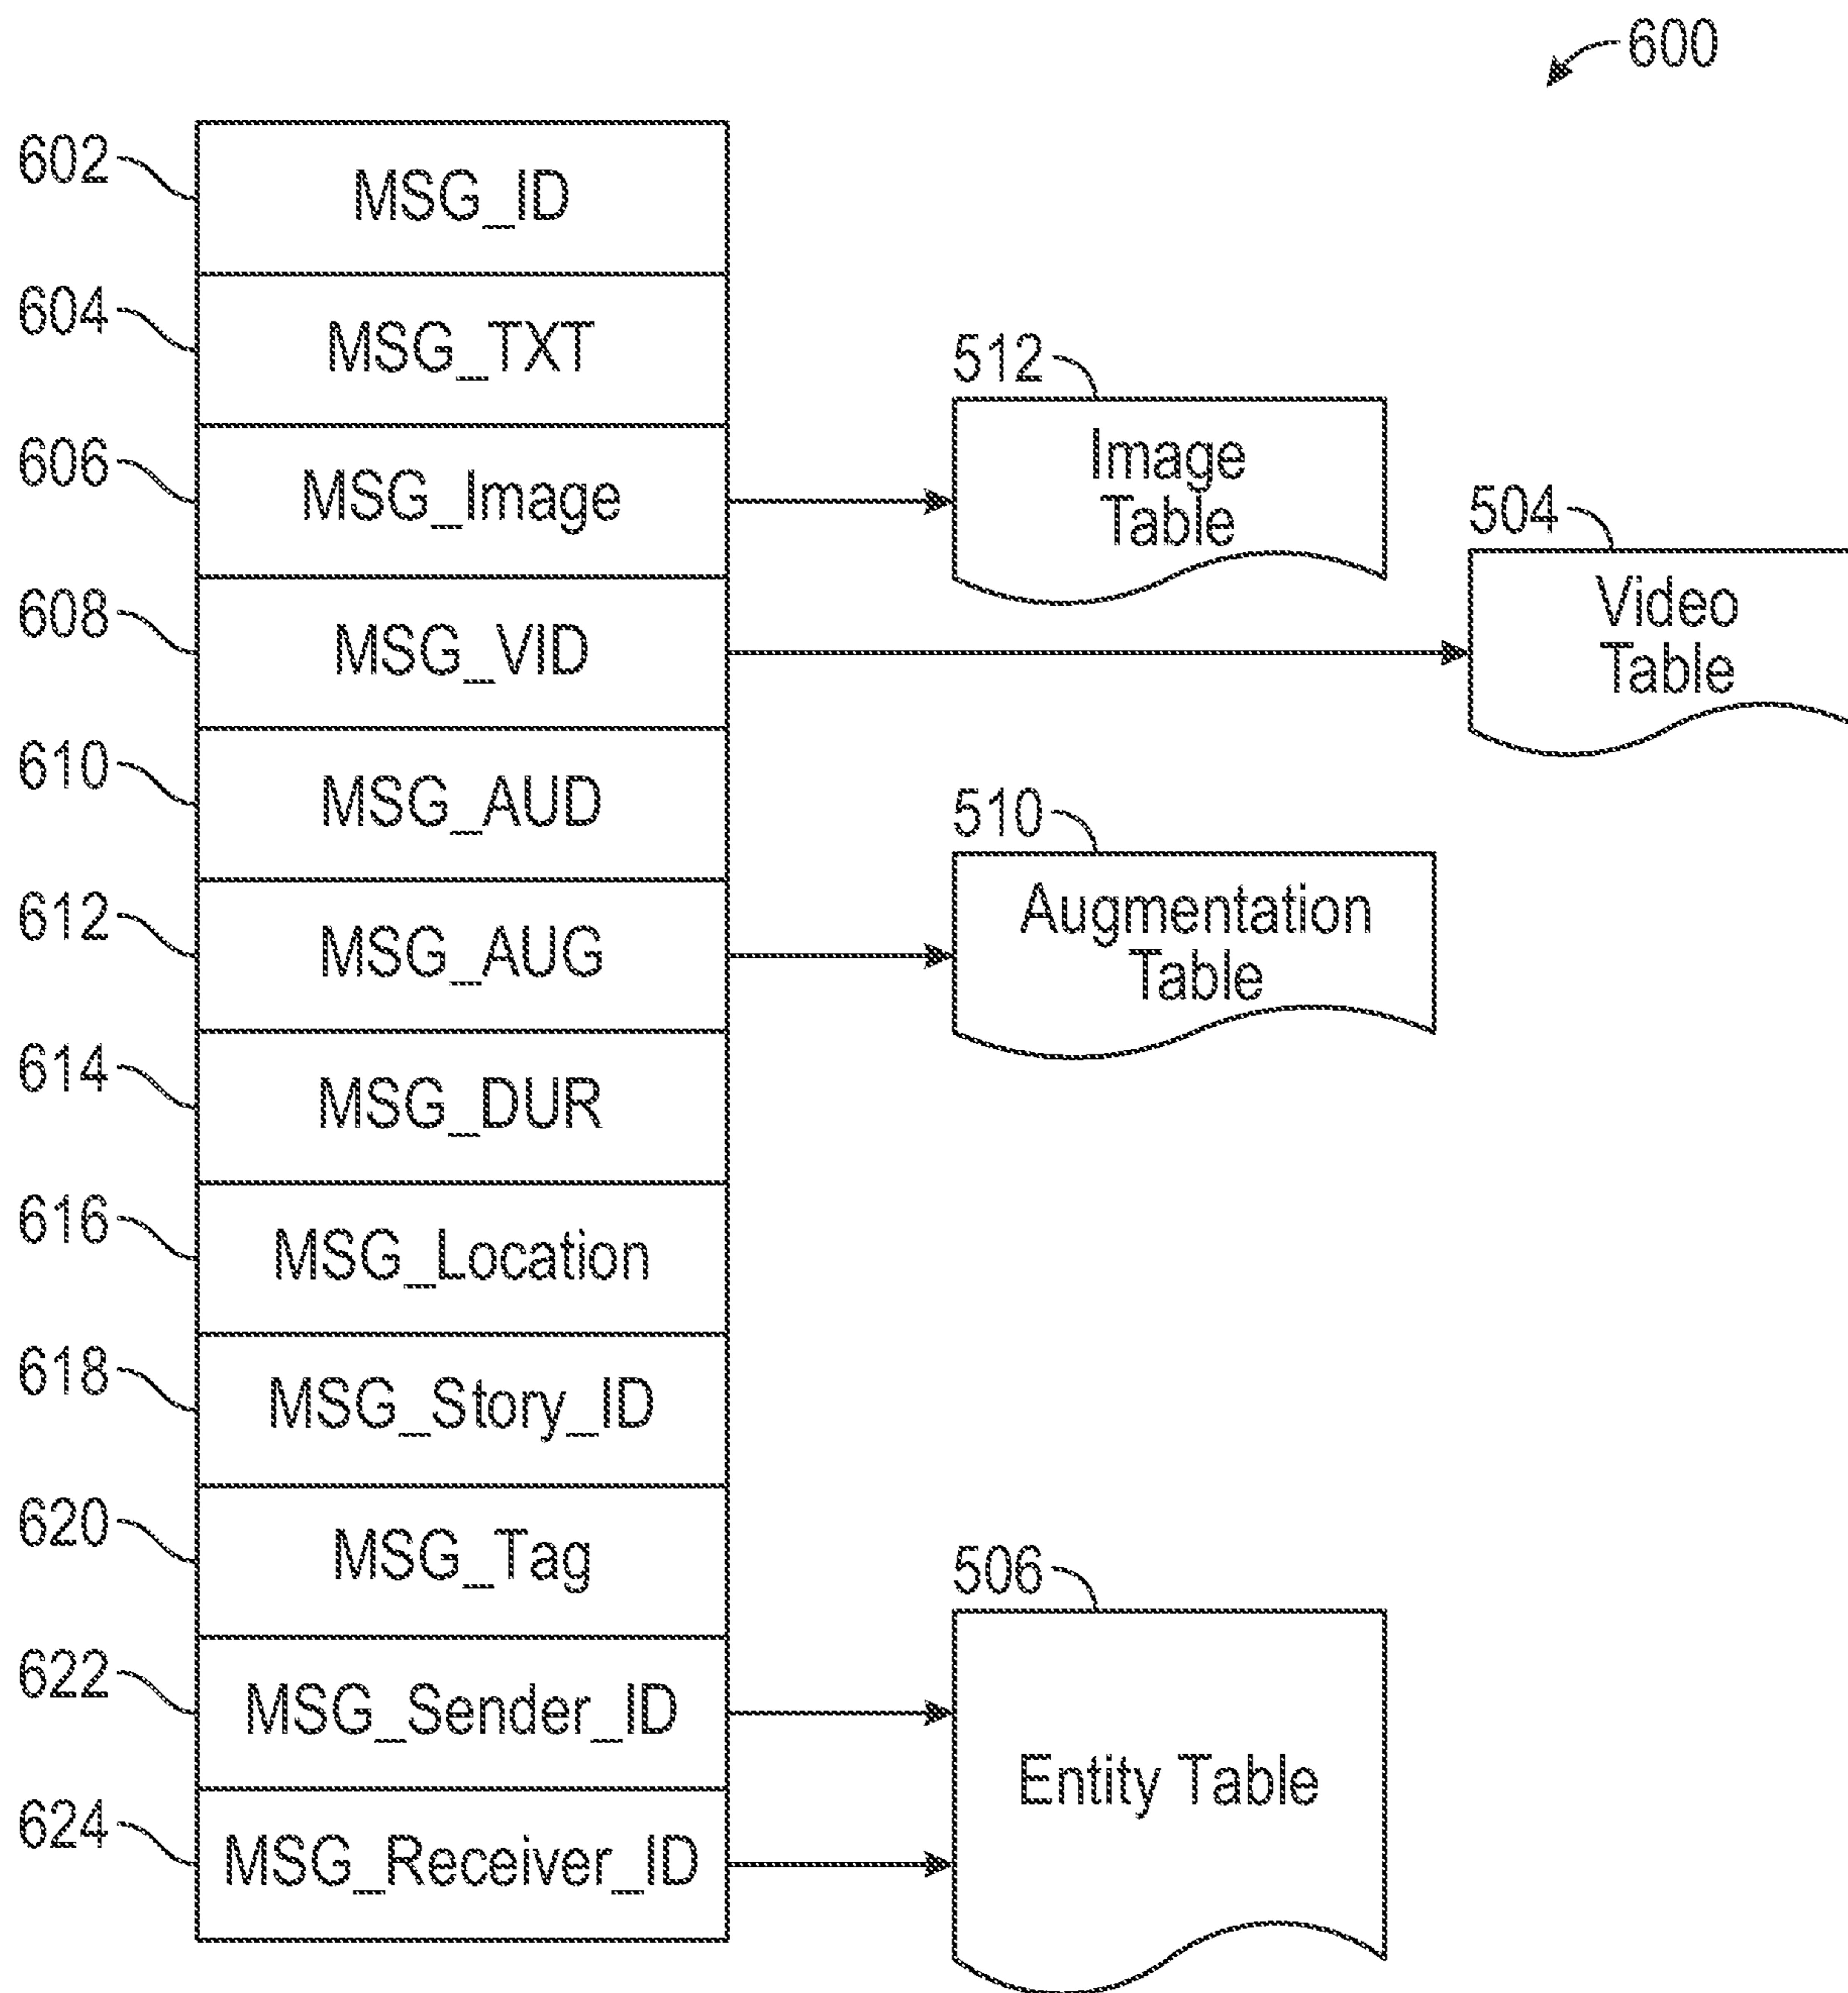 600
602
MSG_ID
604
MSG_TXT
512
606
MSG_Image
Image
Table
504
608
MSG_VID
Video
Table
610
MSG_AUD
510
612
MSG_AUG
Augmentation
Table
614
MSG_DUR
616
MSG_Location
618
MSG_Story_ID
620
MSG_Tag
506
622
MSG_Sender_ID
Entity Table
624
MSG_Receiver_ID